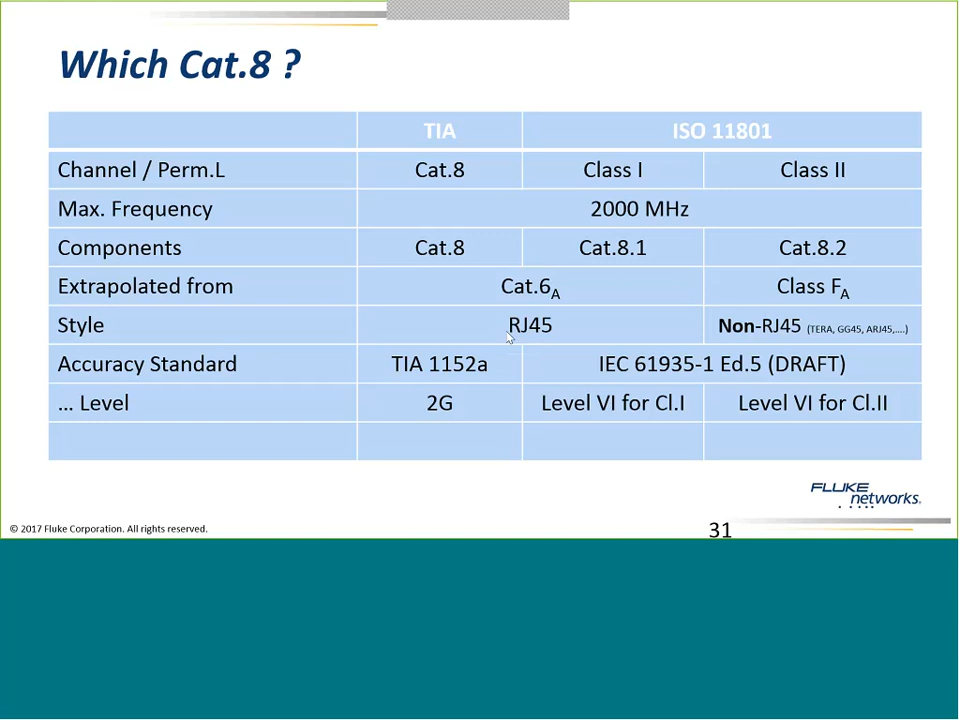 Which Cat.8 ?
TIA ISO 11801
Channel / Perm.L Cat.8 Class I Class II
Max. Frequency 2000 MHz
Components Cat.8 Cat.8.1 Cat.8.2
Extrapolated from Cat.6A Class FA
Style RJ45 Non-RJ45 (TERA, GG45, ARJ45,....)
Accuracy Standard TIA 1152a IEC 61935-1 Ed.5 (DRAFT)
... Level 2G Level VI for Cl.I Level VI for Cl.II
FLUKE
networks.
© 2017 Fluke Corporation. All rights reserved.
31